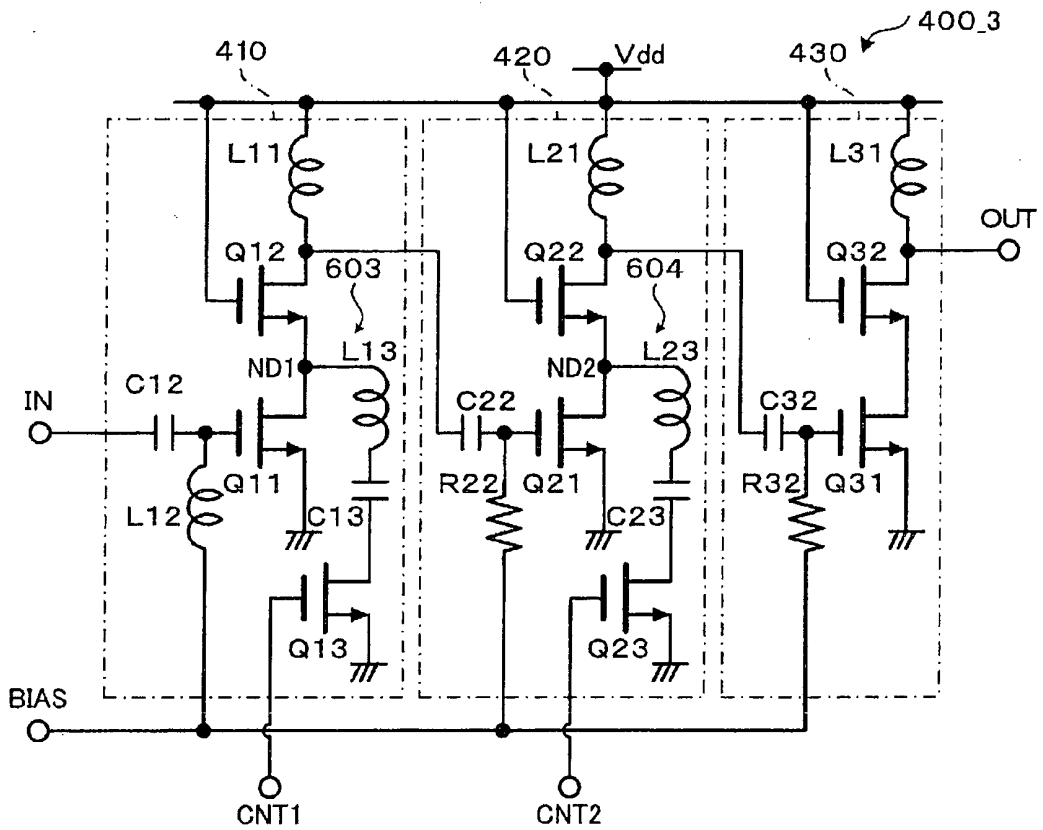 400_3
410
420
Vdd
430
L11
L21
L31
OUT
Q12
Q22
Q32
603
604
L13
L23
ND1
ND2
IN
C12
C22
C32
Q11
R22
Q21
R32
Q31
L12
C13
C23
Q13
Q23
BIAS
CNT1
CNT2